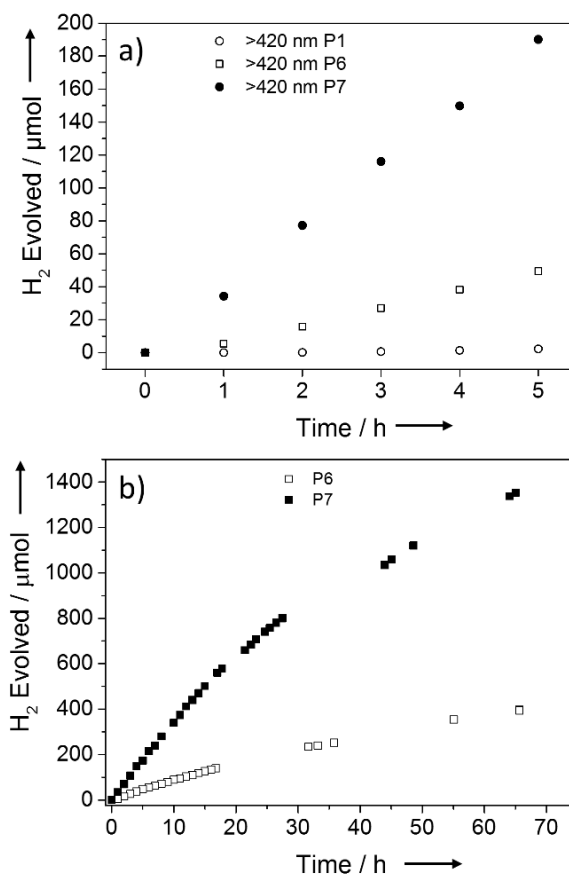 a)
>420 nm P1
>420 nm P6
>420 nm P7
H₂ Evolved / µmol
200
180
160
140
120
100
80
60
40
20
0
0 1 2 3 4 5
Time / h
b)
P6
P7
H₂ Evolved / µmol
1400
1200
1000
800
600
400
200
0
0 10 20 30 40 50 60 70
Time / h